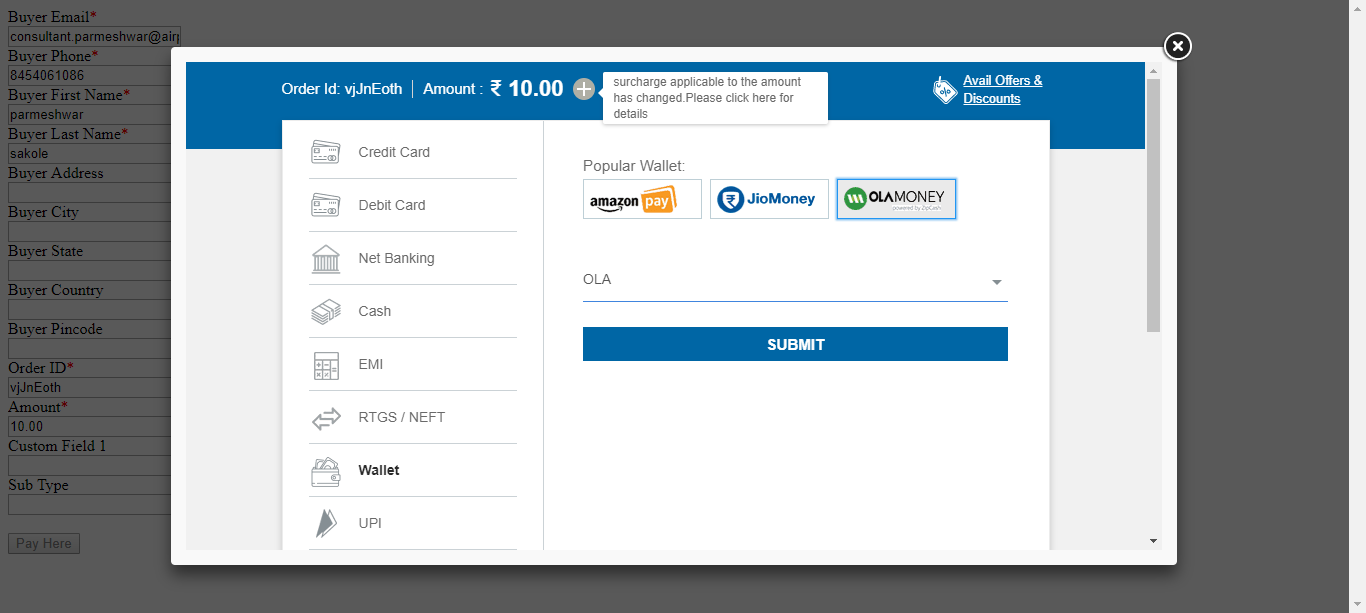 Buyer Email*
consultant.parmeshwar@airp
Buyer Phone*
8454061086
Buyer First Name*
parmeshwar
Buyer Last Name*
sakole
Buyer Address
Buyer City
Buyer State
Buyer Country
Buyer Pincode
Order ID*
vjJnEoth
Amount*
10.00
Custom Field 1
Sub Type
Pay Here
Order Id: vjJnEoth | Amount : ₹ 10.00
surcharge applicable to the amount
has changed.Please click here for
details
Avail Offers &
Discounts
Credit Card
Debit Card
Net Banking
Cash
EMI
RTGS / NEFT
Wallet
UPI
Popular Wallet:
amazon pay
JioMoney
OLAMONEY
powered by ZipCash
OLA
SUBMIT